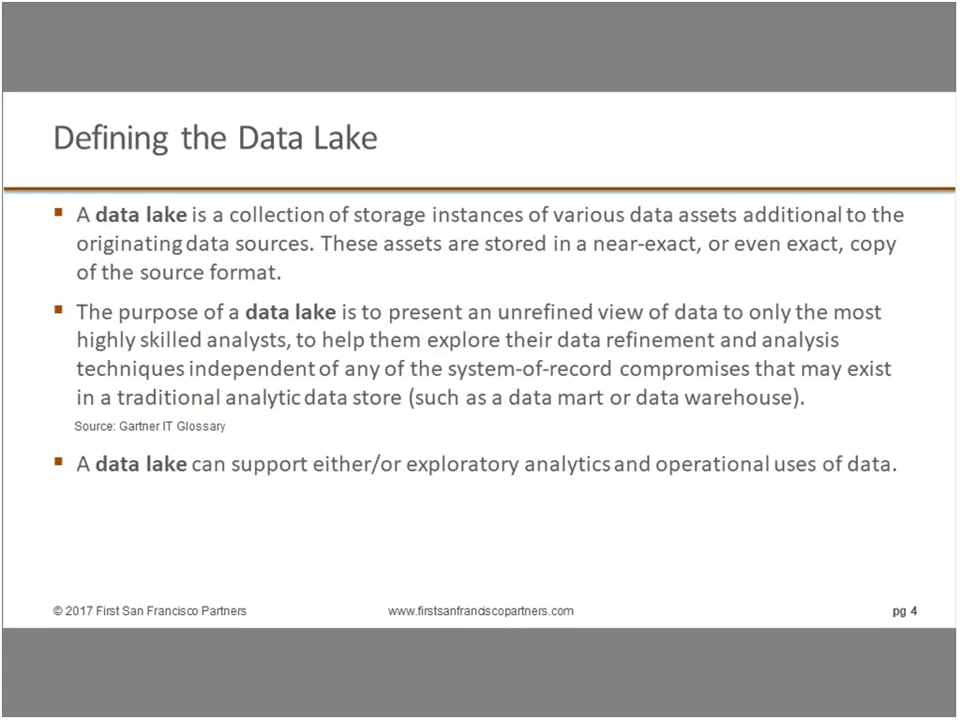 Defining the Data Lake
▪ A data lake is a collection of storage instances of various data assets additional to the
originating data sources. These assets are stored in a near-exact, or even exact, copy
of the source format.
▪ The purpose of a data lake is to present an unrefined view of data to only the most
highly skilled analysts, to help them explore their data refinement and analysis
techniques independent of any of the system-of-record compromises that may exist
in a traditional analytic data store (such as a data mart or data warehouse).
Source: Gartner IT Glossary
▪ A data lake can support either/or exploratory analytics and operational uses of data.
© 2017 First San Francisco Partners
www.firstsanfranciscopartners.com
pg 4